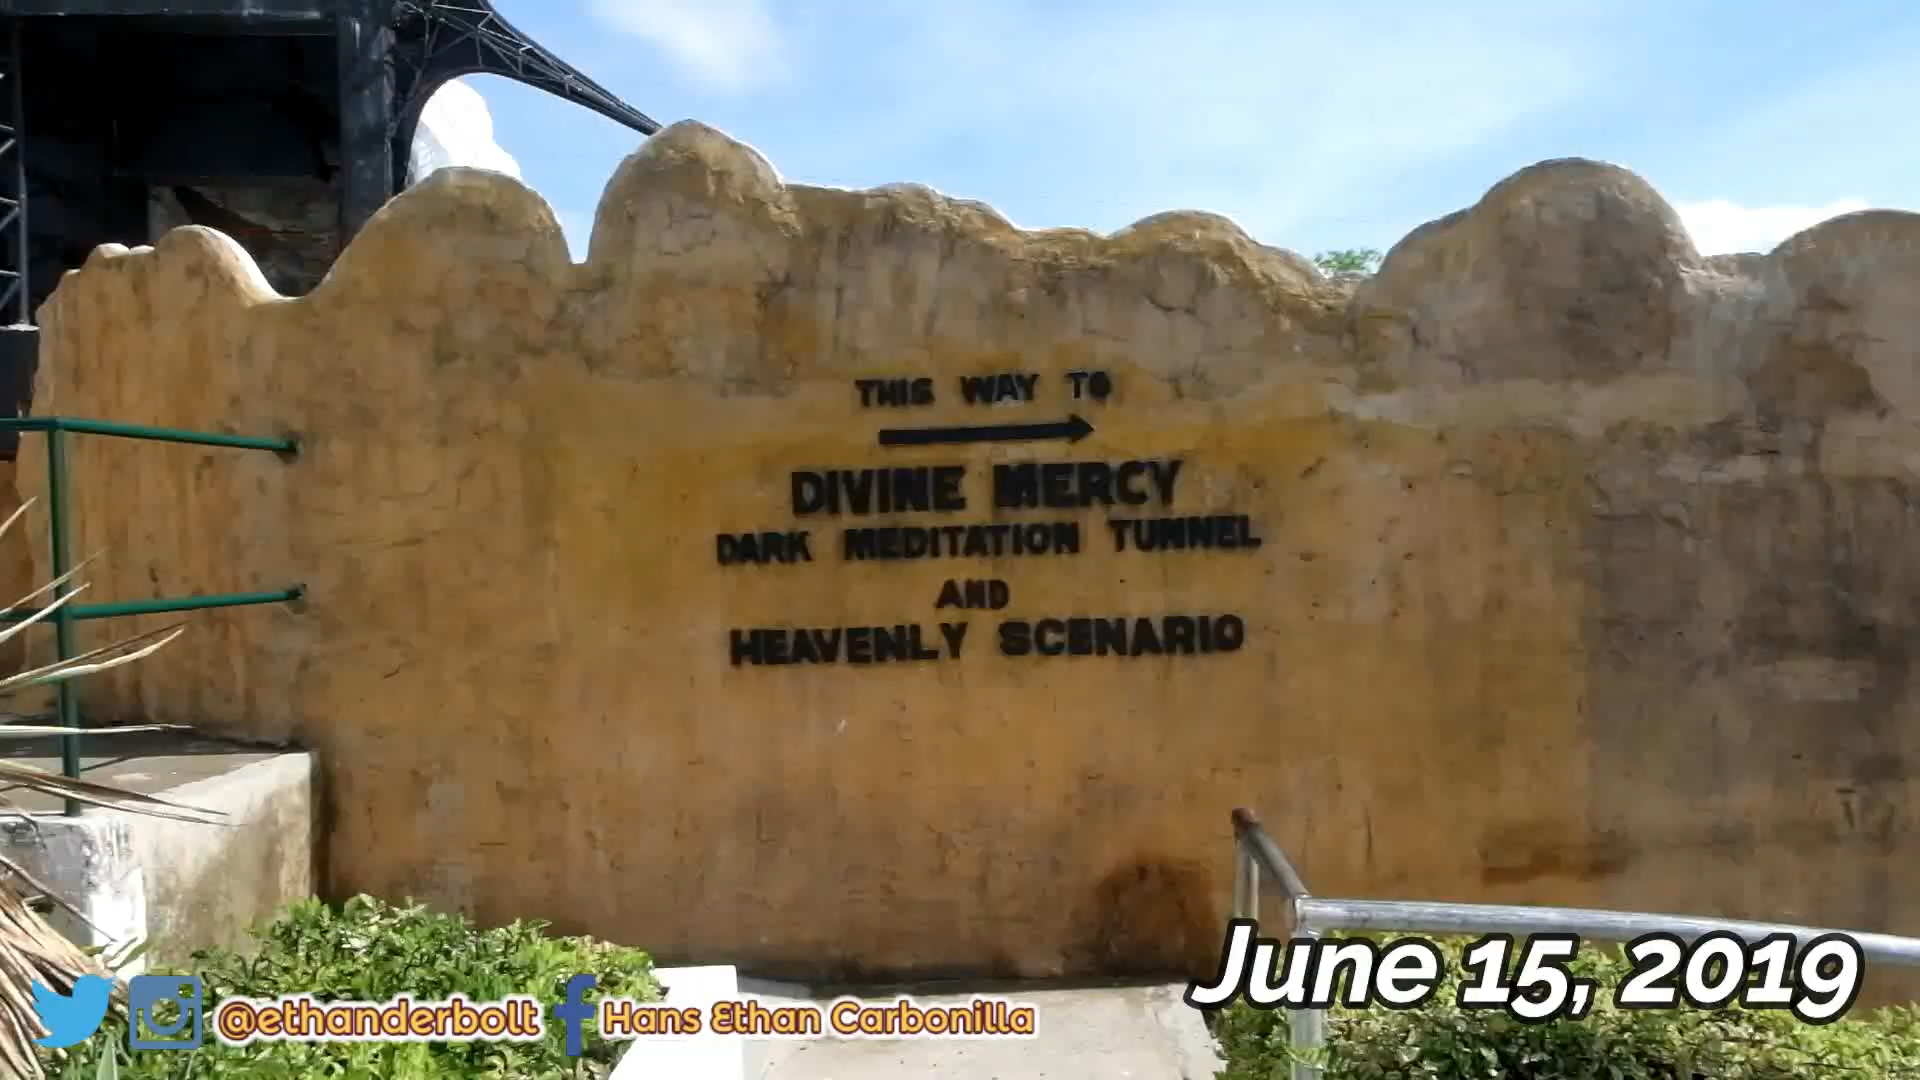 THIS WAY TO
DIVINE MERCY
DARK MEDITATION TUNNEL
AND
HEAVENLY SCENARIO
June 15, 2019
@ethanderbolt
Hans Ethan Carbonilla